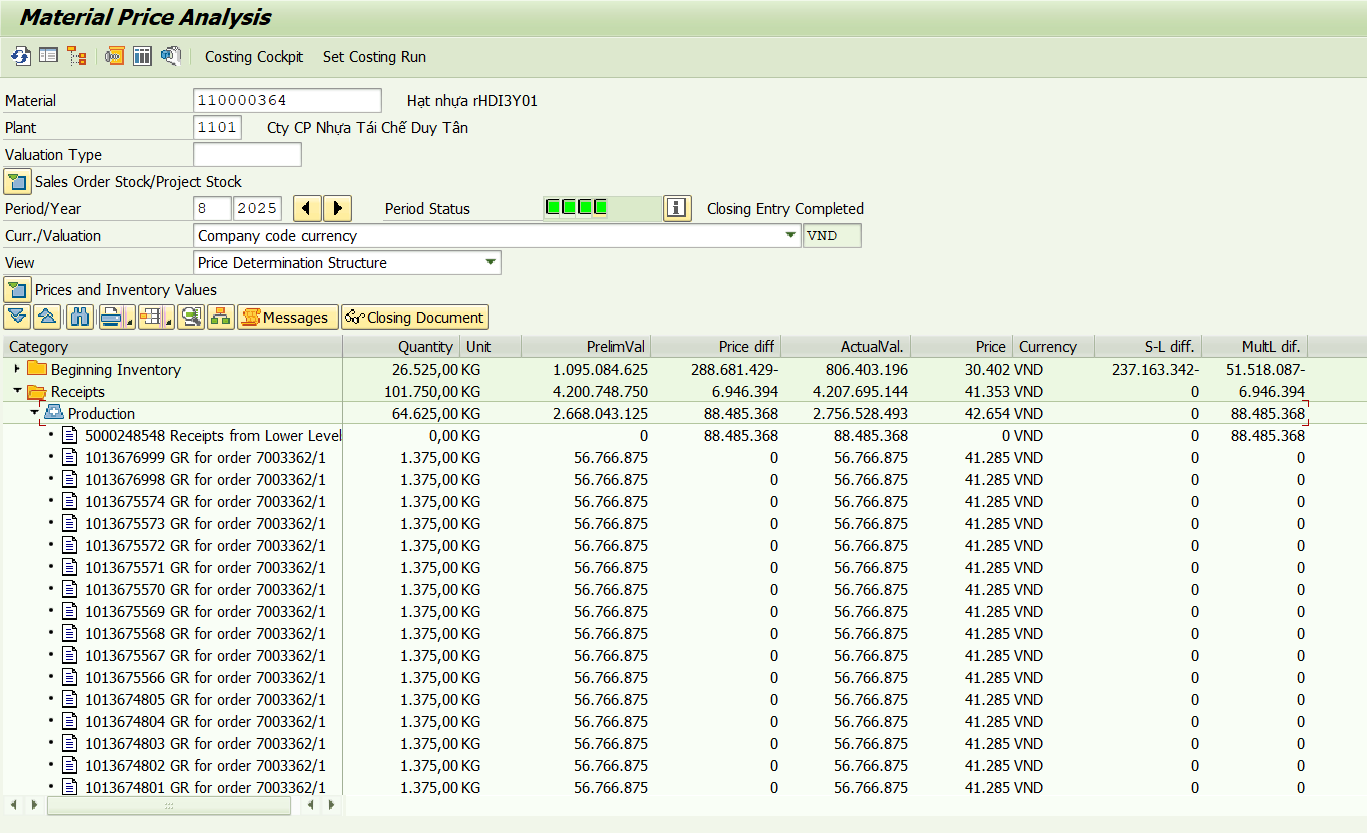 Material Price Analysis
Costing Cockpit Set Costing Run
Material 110000364 Hạt nhựa rHDI3Y01
Plant 1101 Cty CP Nhựa Tái Chế Duy Tân
Valuation Type
Sales Order Stock/Project Stock
Period/Year 8 2025 Period Status Closing Entry Completed
Curr./Valuation Company code currency VND
View Price Determination Structure
Prices and Inventory Values
Messages Closing Document
Category Quantity Unit PrelimVal Price diff ActualVal. Price Currency S-L diff. MultL dif.
Beginning Inventory 26.525,00 KG 1.095.084.625 288.681.429- 806.403.196 30.402 VND 237.163.342- 51.518.087-
Receipts 101.750,00 KG 4.200.748.750 6.946.394 4.207.695.144 41.353 VND 0 6.946.394
Production 64.625,00 KG 2.668.043.125 88.485.368 2.756.528.493 42.654 VND 0 88.485.368
5000248548 Receipts from Lower Level 0,00 KG 0 88.485.368 88.485.368 0 VND 0 88.485.368
1013676999 GR for order 7003362/1 1.375,00 KG 56.766.875 0 56.766.875 41.285 VND 0 0
1013676998 GR for order 7003362/1 1.375,00 KG 56.766.875 0 56.766.875 41.285 VND 0 0
1013675574 GR for order 7003362/1 1.375,00 KG 56.766.875 0 56.766.875 41.285 VND 0 0
1013675573 GR for order 7003362/1 1.375,00 KG 56.766.875 0 56.766.875 41.285 VND 0 0
1013675572 GR for order 7003362/1 1.375,00 KG 56.766.875 0 56.766.875 41.285 VND 0 0
1013675571 GR for order 7003362/1 1.375,00 KG 56.766.875 0 56.766.875 41.285 VND 0 0
1013675570 GR for order 7003362/1 1.375,00 KG 56.766.875 0 56.766.875 41.285 VND 0 0
1013675569 GR for order 7003362/1 1.375,00 KG 56.766.875 0 56.766.875 41.285 VND 0 0
1013675568 GR for order 7003362/1 1.375,00 KG 56.766.875 0 56.766.875 41.285 VND 0 0
1013675567 GR for order 7003362/1 1.375,00 KG 56.766.875 0 56.766.875 41.285 VND 0 0
1013675566 GR for order 7003362/1 1.375,00 KG 56.766.875 0 56.766.875 41.285 VND 0 0
1013674805 GR for order 7003362/1 1.375,00 KG 56.766.875 0 56.766.875 41.285 VND 0 0
1013674804 GR for order 7003362/1 1.375,00 KG 56.766.875 0 56.766.875 41.285 VND 0 0
1013674803 GR for order 7003362/1 1.375,00 KG 56.766.875 0 56.766.875 41.285 VND 0 0
1013674802 GR for order 7003362/1 1.375,00 KG 56.766.875 0 56.766.875 41.285 VND 0 0
1013674801 GR for order 7003362/1 1.375,00 KG 56.766.875 0 56.766.875 41.285 VND 0 0